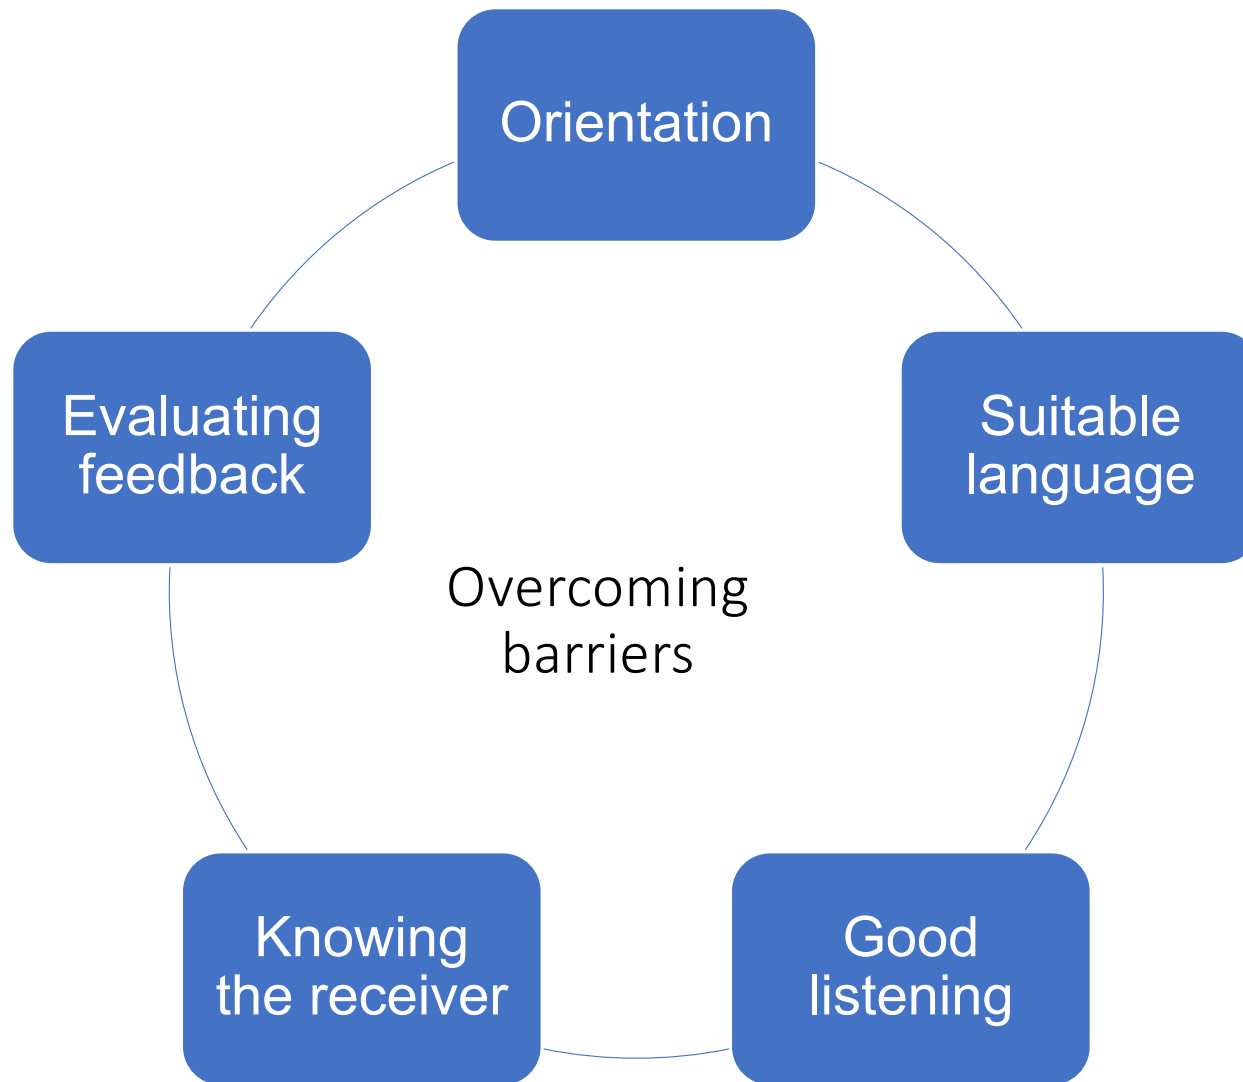 Orientation
Suitable
language
Good
listening
Knowing
the receiver
Evaluating
feedback
Overcoming
barriers